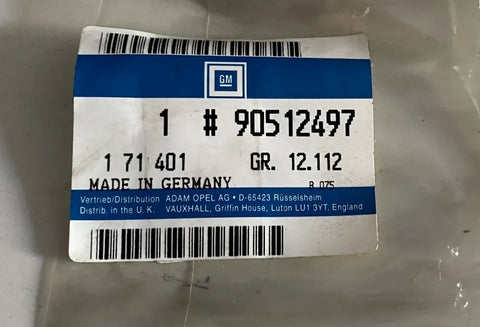 GM
1 # 90512497
1 71 401 GR. 12.112
MADE IN GERMANY R 075
Vertrieb/Distribution ADAM OPEL AG • D-65423 Rüsselsheim
Distrib. in the U. K. VAUXHALL, Griffin House, Luton LU1 3YT. England